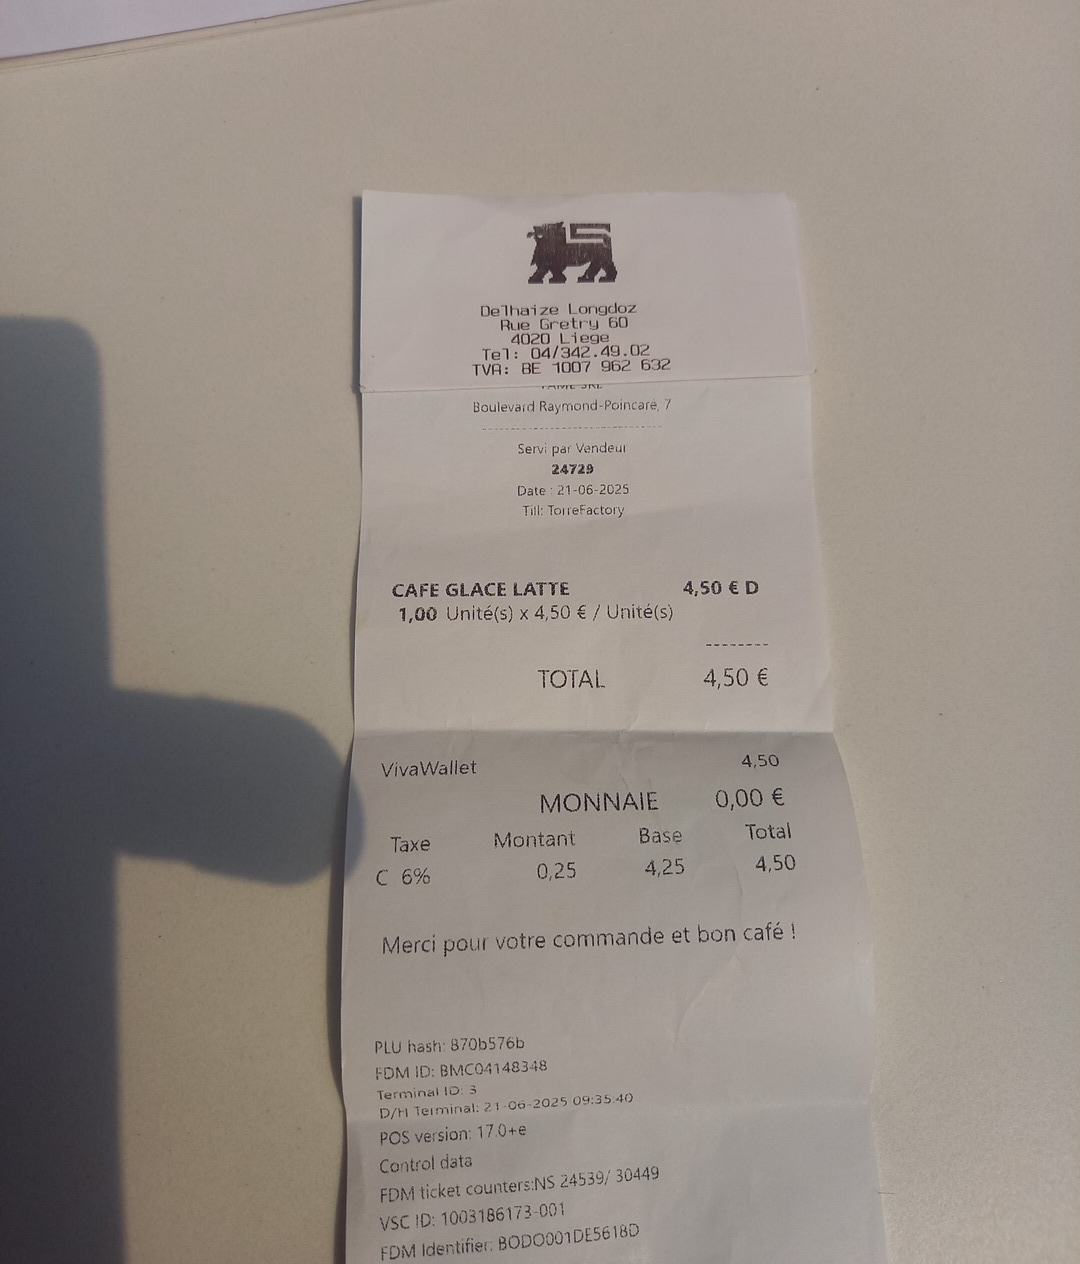 Delhaize Longdoz
Rue Gretry 60
4020 Liege
Tel: 04/342.49.02
TVA: BE 1007 962 632
SRL
Boulevard Raymond-Poincaré, 7
Servi par Vendeur
24729
Date : 21-06-2025
Till: TorreFactory
CAFE GLACE LATTE 4,50 € D
1,00 Unité(s) x 4,50 € / Unité(s)
--------
TOTAL 4,50 €
VivaWallet 4,50
MONNAIE 0,00 €
Taxe Montant Base Total
C 6% 0,25 4,25 4,50
Merci pour votre commande et bon café !
PLU hash: 870b576b
FDM ID: BMC04148348
Terminal ID: 3
D/H Terminal: 21-06-2025 09:35:40
POS version: 17.0+e
Control data
FDM ticket counters:NS 24539/ 30449
VSC ID: 1003186173-001
FDM Identifier: BODO001DE5618D